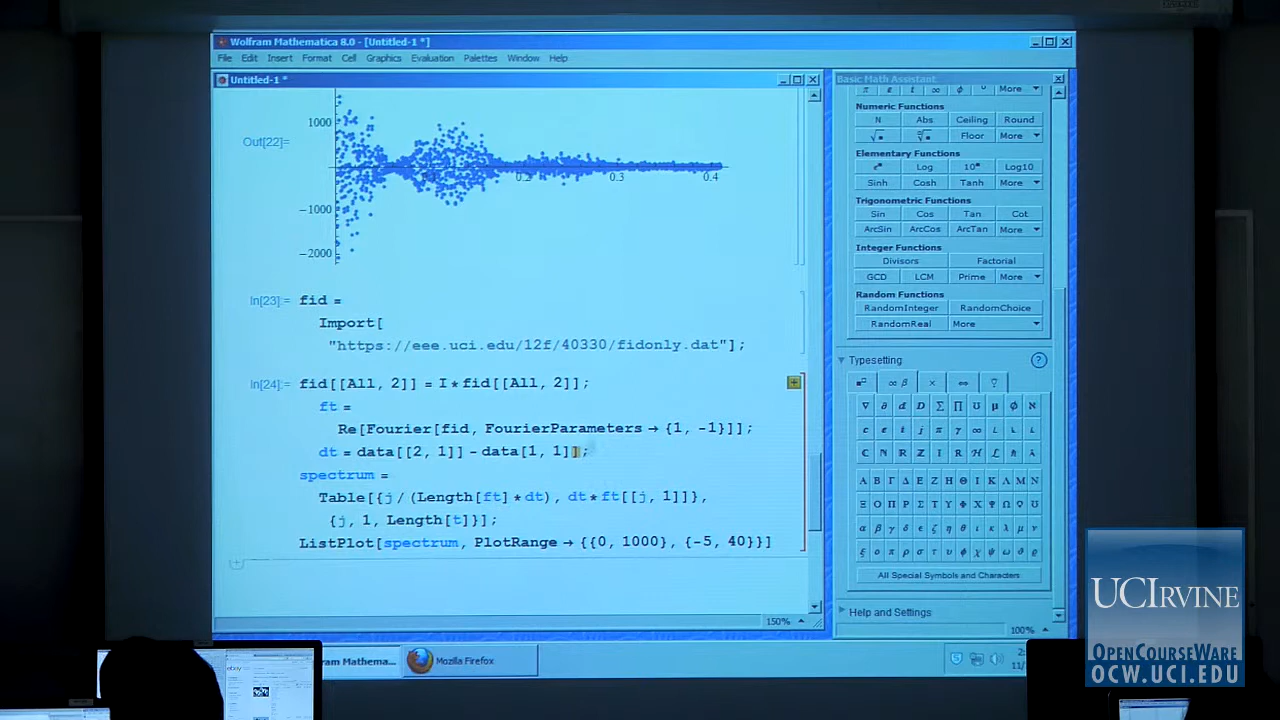 Wolfram Mathematica 8.0 - [Untitled-1 *]
File Edit Insert Format Cell Graphics Evaluation Palettes Window Help
Untitled-1 *
1000
Out[22]=
0.2 0.3 0.4
-1000
-2000
In[23]:= fid =
Import[
"https://eee.uci.edu/12f/40330/fidonly.dat"];
In[24]:= fid[[All, 2]] = I*fid[[All, 2]];
ft =
Re[Fourier[fid, FourierParameters → {1, -1}]];
dt = data[[2, 1]] - data[1, 1]];
spectrum =
Table[{j/(Length[ft]*dt), dt*ft[[j, 1]]},
{j, 1, Length[t]}];
ListPlot[spectrum, PlotRange → {{0, 1000}, {-5, 40}}]
150%
Basic Math Assistant
π e i ∞ ° More
Numeric Functions
N Abs Ceiling Round
Floor More
Elementary Functions
Log Log10
Sinh Cosh Tanh More
Trigonometric Functions
Sin Cos Tan Cot
ArcSin ArcCos ArcTan More
Integer Functions
Divisors Factorial
GCD LCM Prime More
Random Functions
RandomInteger RandomChoice
RandomReal More
Typesetting
?
All Special Symbols and Characters
Help and Settings
100%
Mathema...
Mozilla Firefox
UCIRVINE
OPENCOURSEWARE
OCW.UCI.EDU